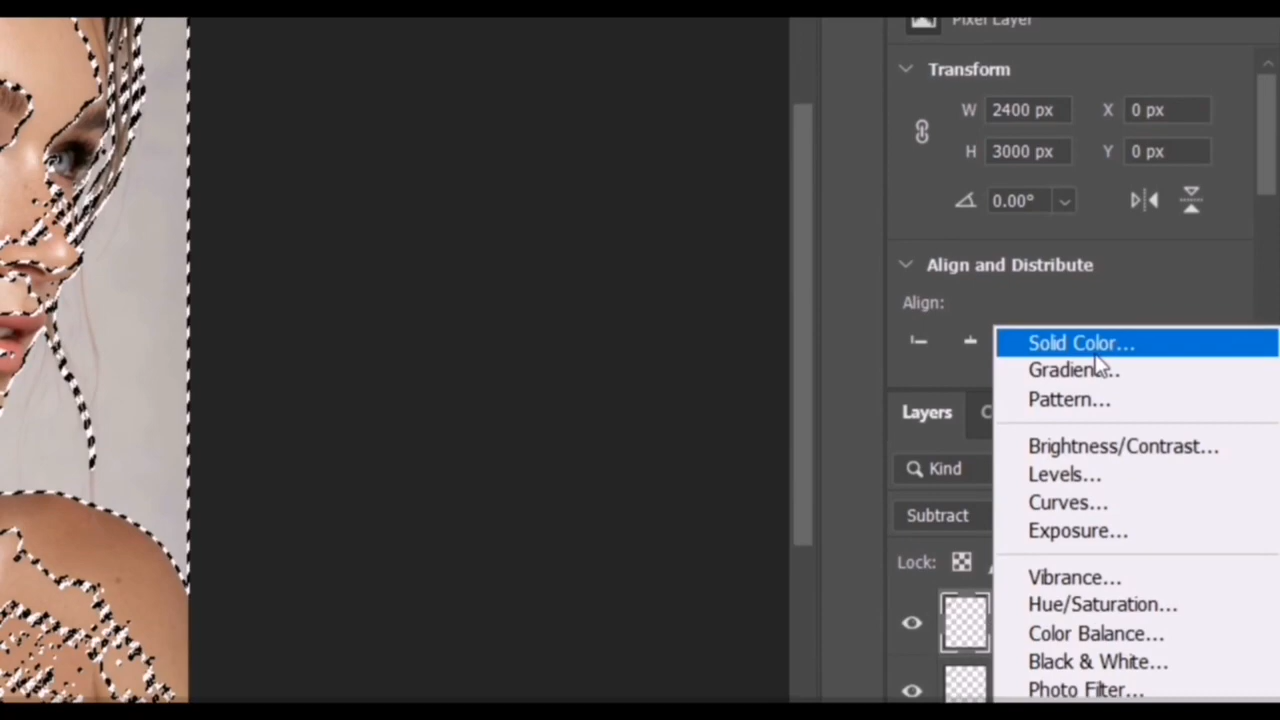 Pixel Layer
Transform
W 2400 px X 0 px
H 3000 px Y 0 px
0.00°
Align and Distribute
Align:
Solid Color...
Gradient...
Pattern...
Layers
Brightness/Contrast...
Kind
Levels...
Curves...
Subtract
Exposure...
Lock:
Vibrance...
Hue/Saturation...
Color Balance...
Black & White...
Photo Filter...